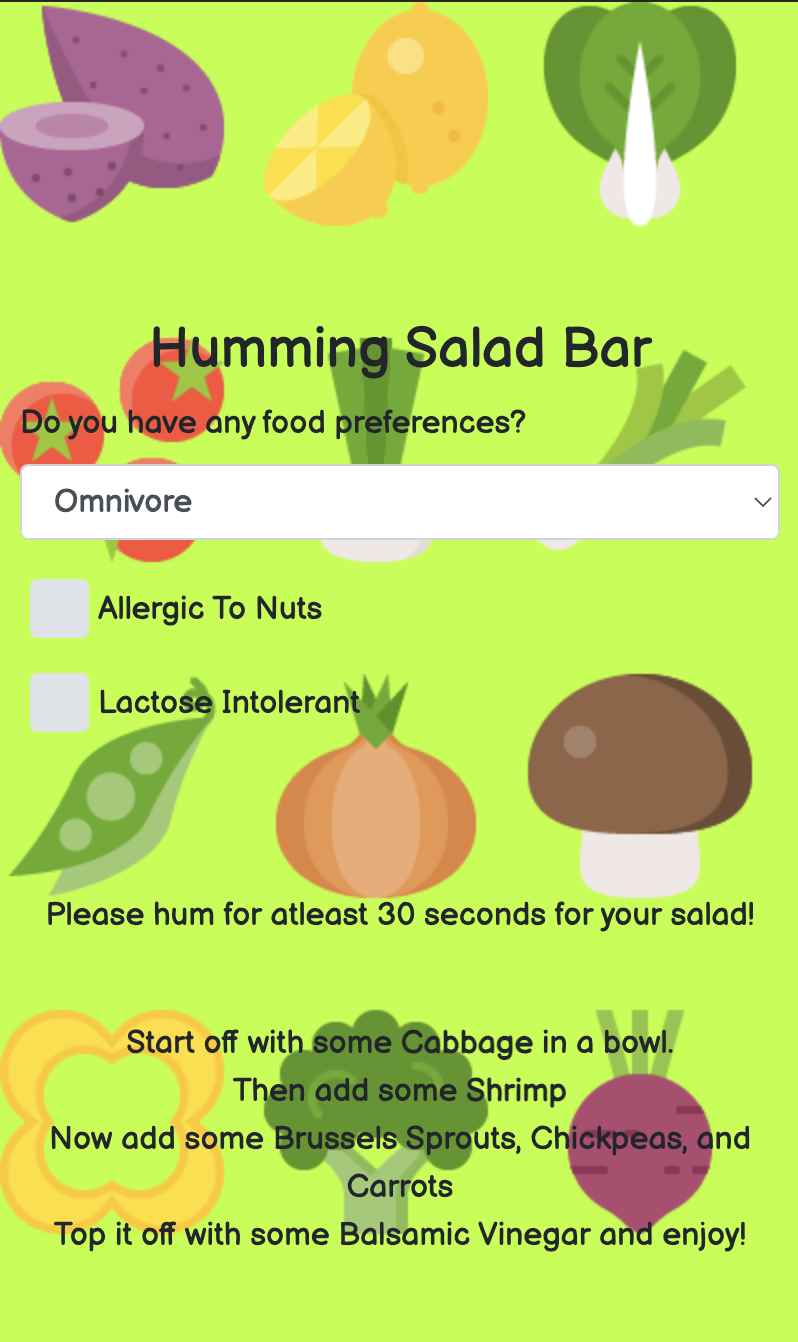 Humming Salad Bar
Do you have any food preferences?
Omnivore
Allergic To Nuts
Lactose Intolerant
Please hum for atleast 30 seconds for your salad!
Start off with some Cabbage in a bowl.
Then add some Shrimp
Now add some Brussels Sprouts, Chickpeas, and
Carrots
Top it off with some Balsamic Vinegar and enjoy!